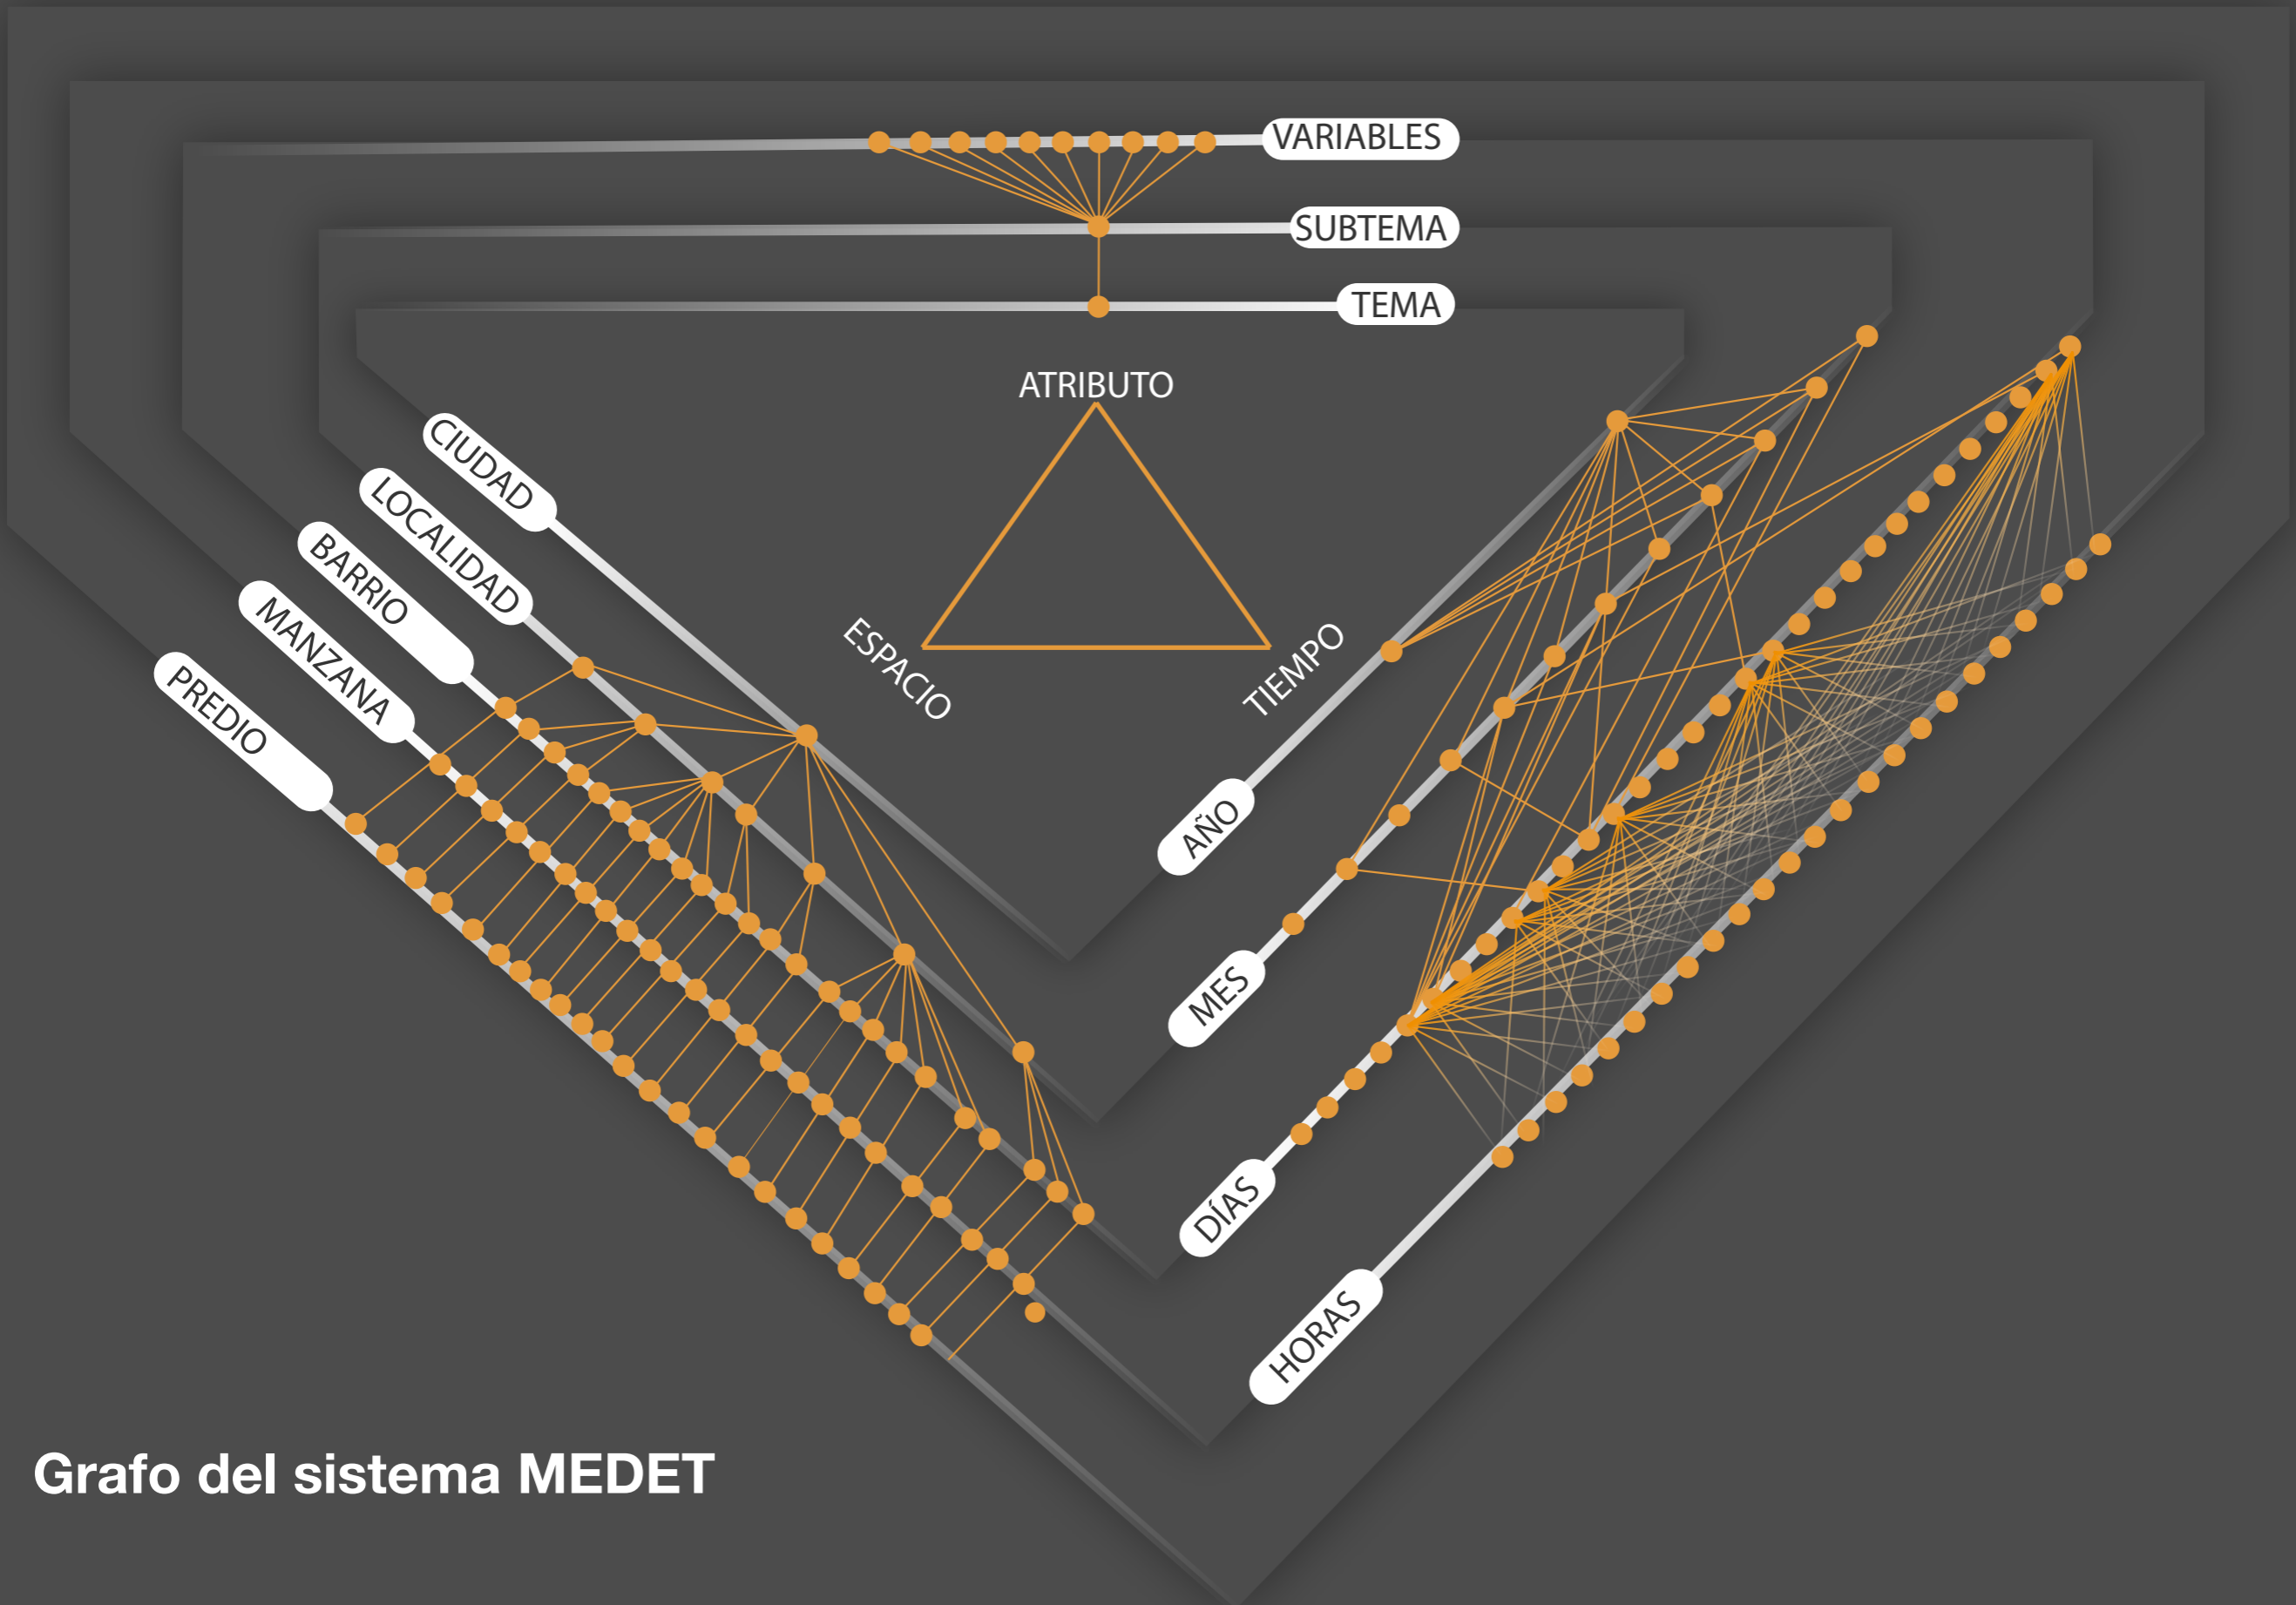 VARIABLES
SUBTEMA
TEMA
ATRIBUTO
ESPACIO
TIEMPO
CIUDAD
LOCALIDAD
BARRIO
MANZANA
PREDIO
AÑO
MES
DÍAS
HORAS
Grafo del sistema MEDET